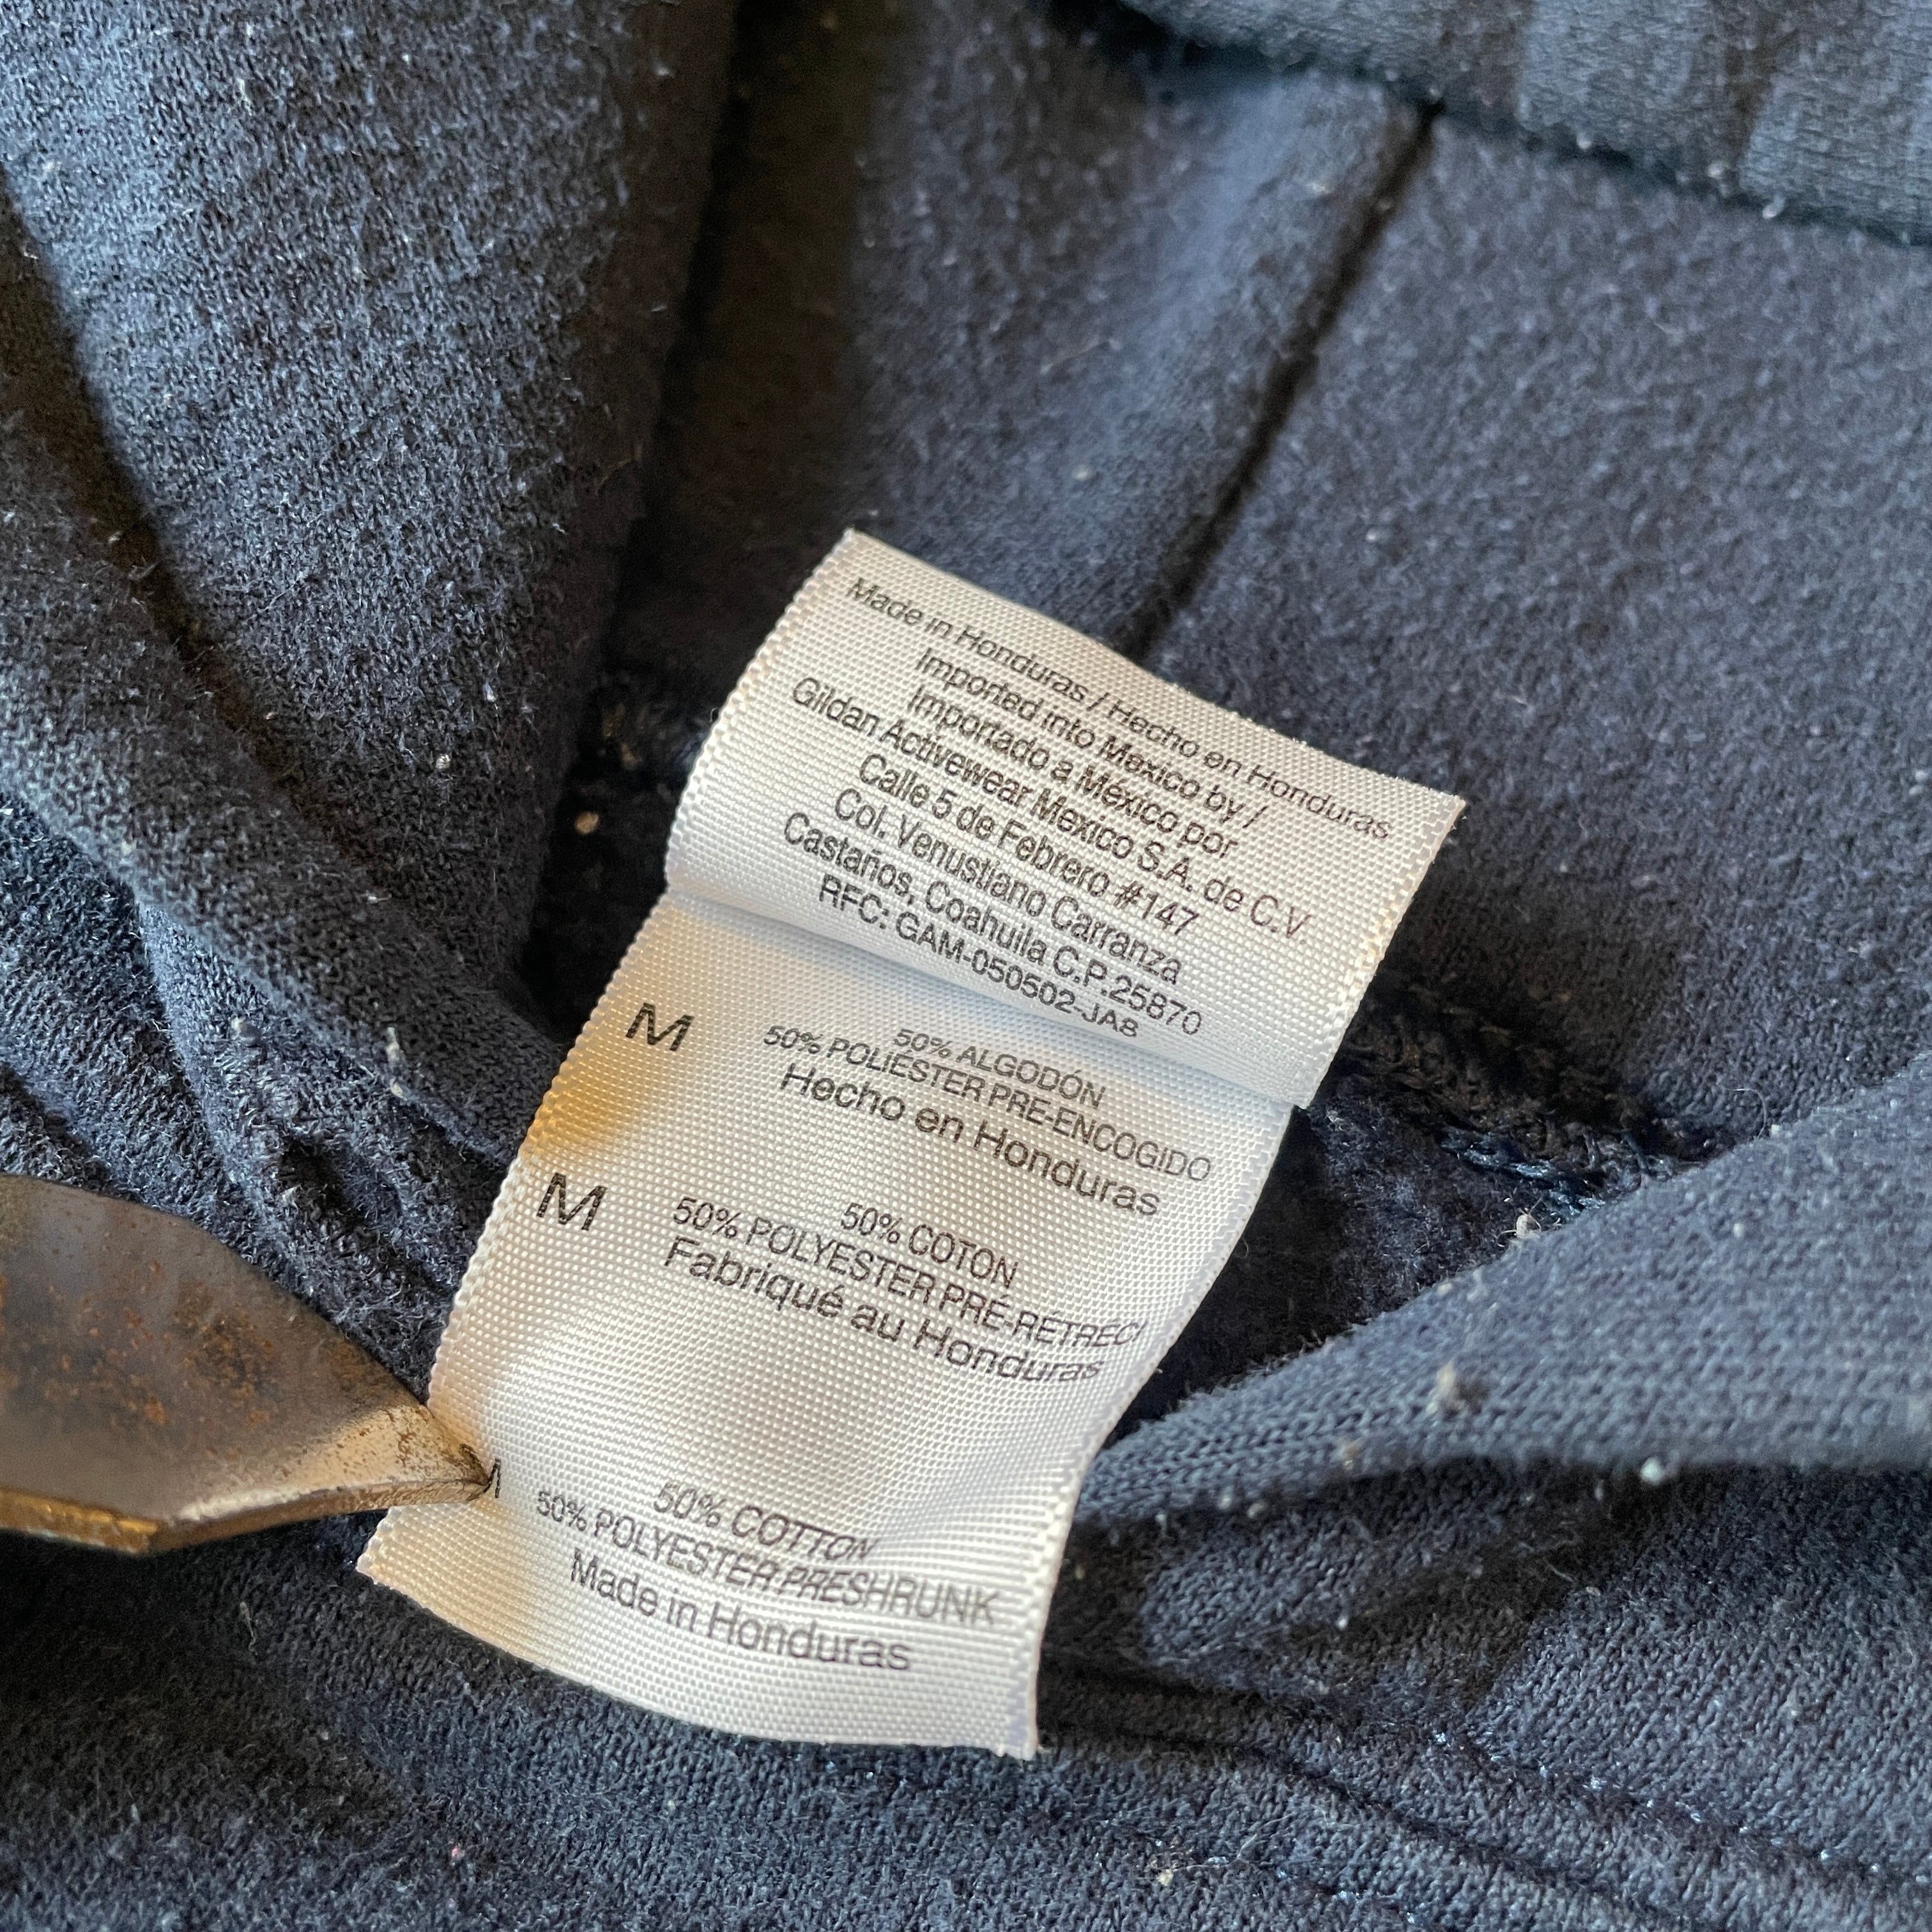 Made in Honduras / Hecho en Honduras
Imported into Mexico by /
Importado a México por
Gildan Activewear Mexico S.A. de C.V.
Calle 5 de Febrero #147
Col. Venustiano Carranza
Castaños, Coahuila C.P.25870
RFC: GAM-050502-JA8
M
50% ALGODÓN
50% POLIÉSTER PRE-ENCOGIDO
Hecho en Honduras
M
50% COTON
50% POLYESTER PRÉ-RÉTRÉCI
Fabriqué au Honduras
M
50% COTTON
50% POLYESTER PRESHRUNK
Made in Honduras